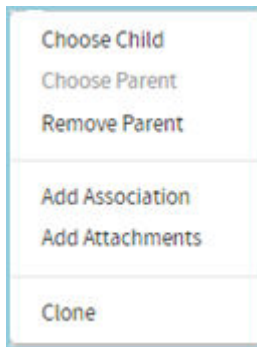 Choose Child
Choose Parent
Remove Parent
Add Association
Add Attachments
Clone